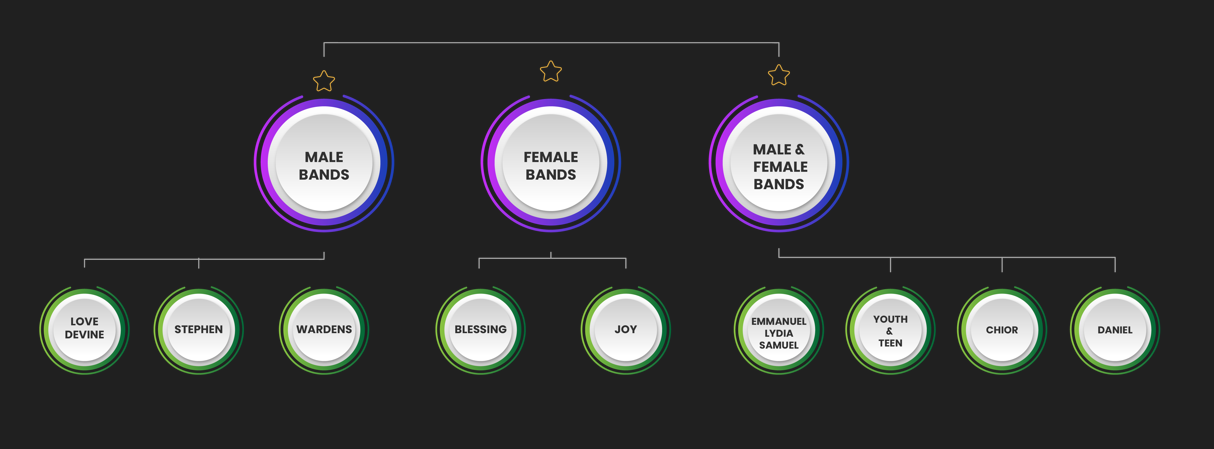 MALE
BANDS
FEMALE
BANDS
MALE &
FEMALE
BANDS
LOVE
DEVINE
STEPHEN
WARDENS
BLESSING
JOY
EMMANUEL
LYDIA
SAMUEL
YOUTH
&
TEEN
CHIOR
DANIEL